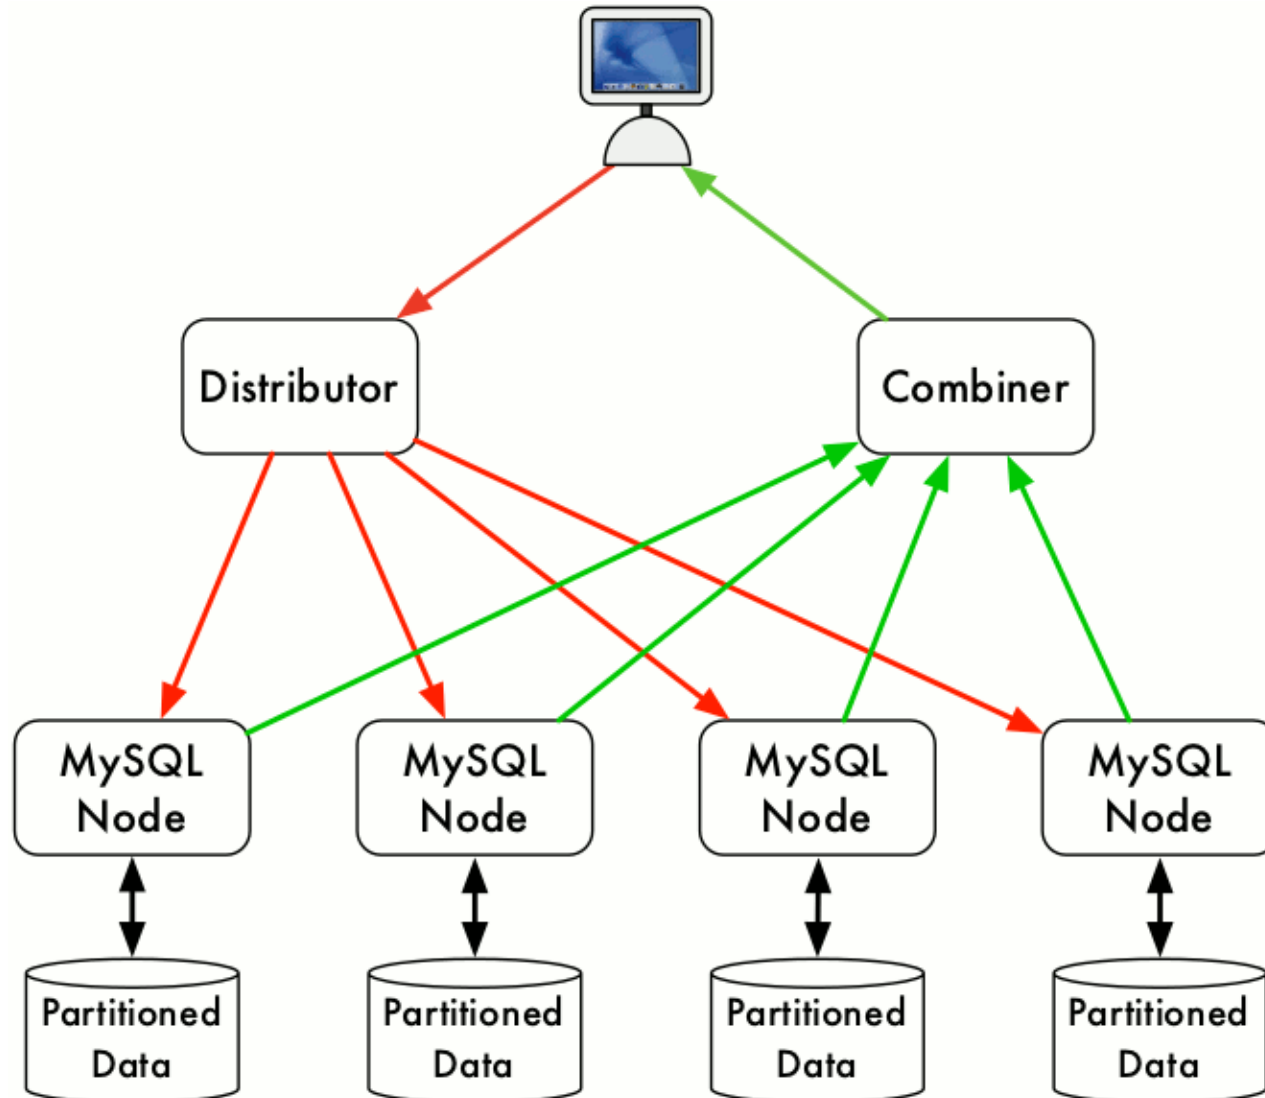 Distributor
Combiner
MySQL
Node
MySQL
Node
MySQL
Node
MySQL
Node
Partitioned
Data
Partitioned
Data
Partitioned
Data
Partitioned
Data